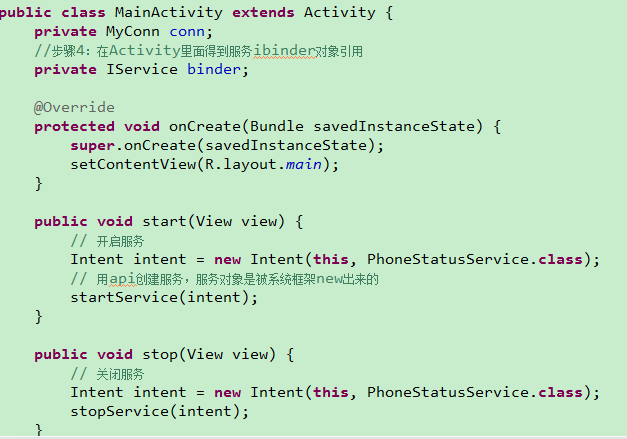 public class MainActivity extends Activity {
    private MyConn conn;
    //步骤4：在Activity里面得到服务ibinder对象引用
    private IService binder;

    @Override
    protected void onCreate(Bundle savedInstanceState) {
        super.onCreate(savedInstanceState);
        setContentView(R.layout.main);
    }

    public void start(View view) {
        // 开启服务
        Intent intent = new Intent(this, PhoneStatusService.class);
        // 用api创建服务，服务对象是被系统框架new出来的
        startService(intent);
    }

    public void stop(View view) {
        // 关闭服务
        Intent intent = new Intent(this, PhoneStatusService.class);
        stopService(intent);
    }